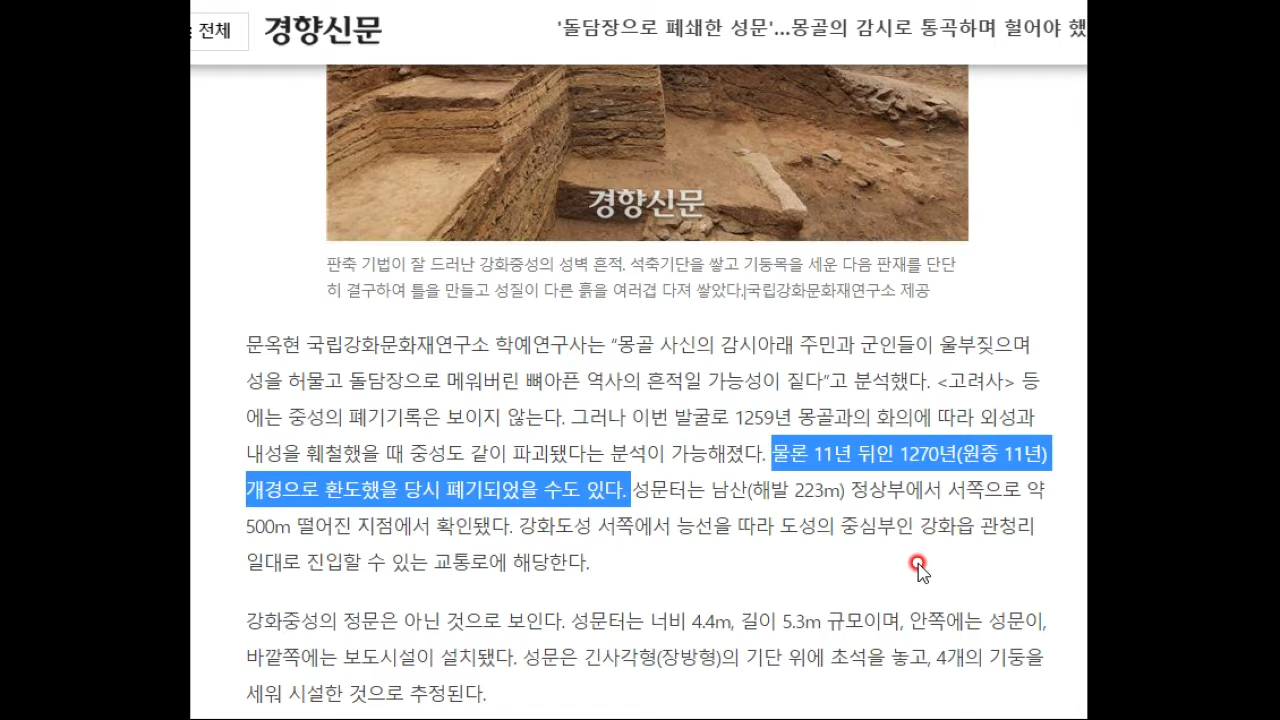 전체
경향신문
'돌담장으로 폐쇄한 성문'...몽골의 감시로 통곡하며 헐어야 했
경향신문
판축 기법이 잘 드러난 강화중성의 성벽 흔적. 석축기단을 쌓고 기둥목을 세운 다음 판재를 단단
히 결구하여 틀을 만들고 성질이 다른 흙을 여러겹 다져 쌓았다.|국립강화문화재연구소 제공
문옥현 국립강화문화재연구소 학예연구사는 “몽골 사신의 감시아래 주민과 군인들이 울부짖으며
성을 허물고 돌담장으로 메워버린 뼈아픈 역사의 흔적일 가능성이 짙다”고 분석했다. <고려사> 등
에는 중성의 폐기기록은 보이지 않는다. 그러나 이번 발굴로 1259년 몽골과의 화의에 따라 외성과
내성을 훼철했을 때 중성도 같이 파괴됐다는 분석이 가능해졌다. 물론 11년 뒤인 1270년(원종 11년)
개경으로 환도했을 당시 폐기되었을 수도 있다. 성문터는 남산(해발 223m) 정상부에서 서쪽으로 약
500m 떨어진 지점에서 확인됐다. 강화도성 서쪽에서 능선을 따라 도성의 중심부인 강화읍 관청리
일대로 진입할 수 있는 교통로에 해당한다.
강화중성의 정문은 아닌 것으로 보인다. 성문터는 너비 4.4m, 길이 5.3m 규모이며, 안쪽에는 성문이,
바깥쪽에는 보도시설이 설치됐다. 성문은 긴사각형(장방형)의 기단 위에 초석을 놓고, 4개의 기둥을
세워 시설한 것으로 추정된다.